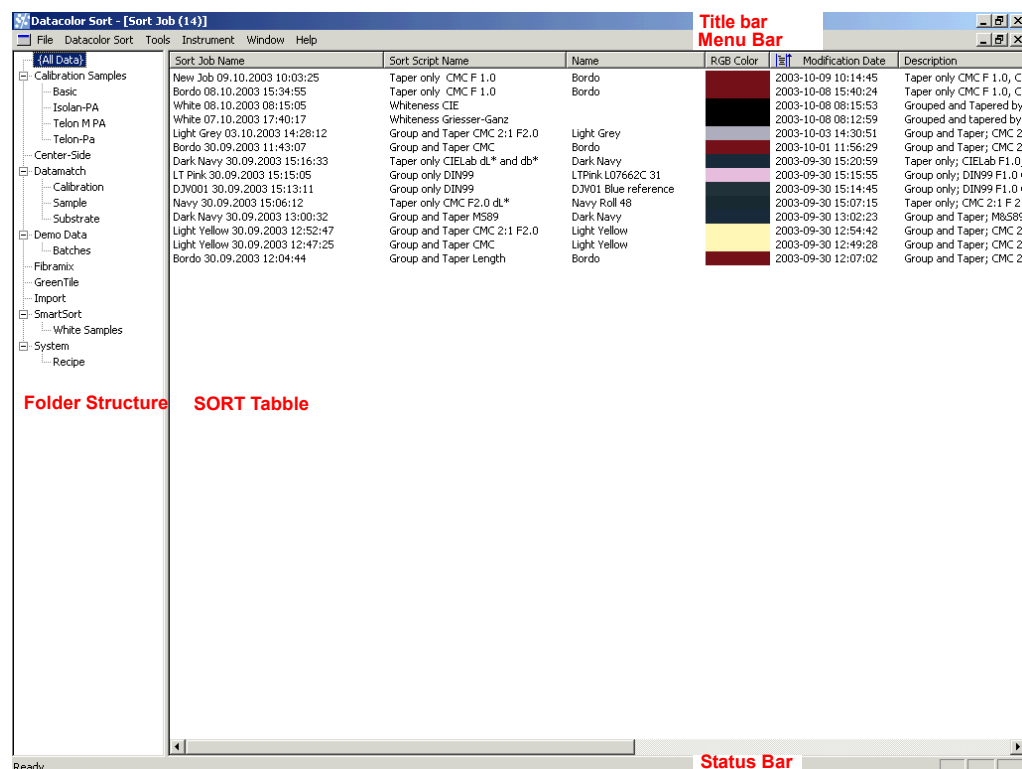 Datacolor Sort - [Sort Job (14)] Title bar
File Datacolor Sort Tools Instrument Window Help Menu Bar
{All Data}
Calibration Samples
Basic
Isolan-PA
Telon M PA
Telon-Pa
Center-Side
Datamatch
Calibration
Sample
Substrate
Demo Data
Batches
Fibramix
GreenTile
Import
SmartSort
White Samples
System
Recipe
Folder Structure
Sort Job Name Sort Script Name Name RGB Color Modification Date Description
New Job 09.10.2003 10:03:25 Taper only CMC F 1.0 Bordo 2003-10-09 10:14:45 Taper only CMC F 1.0, C
Bordo 08.10.2003 15:34:55 Taper only CMC F 1.0 Bordo 2003-10-08 15:40:24 Taper only CMC F 1.0, C
White 08.10.2003 08:15:05 Whiteness CIE 2003-10-08 08:15:53 Grouped and Tapered by
White 07.10.2003 17:40:17 Whiteness Griesser-Ganz 2003-10-08 08:12:59 Grouped and tapered by
Light Grey 03.10.2003 14:28:12 Group and Taper CMC 2:1 F2.0 Light Grey 2003-10-03 14:30:51 Group and Taper; CMC 2
Bordo 30.09.2003 11:43:07 Group and Taper CMC Bordo 2003-10-01 11:56:29 Group and Taper; CMC 2
Dark Navy 30.09.2003 15:16:33 Taper only CIELab dL* and db* Dark Navy 2003-09-30 15:20:59 Taper only; CIELab F1.0,
LT Pink 30.09.2003 15:15:05 Group only DIN99 LTPink L07662C 31 2003-09-30 15:15:55 Group only; DIN99 F1.0
DJV001 30.09.2003 15:13:11 Group only DIN99 DJV01 Blue reference 2003-09-30 15:14:45 Group only; DIN99 F1.0
Navy 30.09.2003 15:06:12 Taper only CMC F2.0 dL* Navy Roll 48 2003-09-30 15:07:15 Taper only; CMC 2:1 F 2
Dark Navy 30.09.2003 13:00:32 Group and Taper MS89 Dark Navy 2003-09-30 13:02:23 Group and Taper; M&S89
Light Yellow 30.09.2003 12:52:47 Group and Taper CMC 2:1 F2.0 Light Yellow 2003-09-30 12:54:42 Group and Taper; CMC 2
Light Yellow 30.09.2003 12:47:25 Group and Taper CMC Light Yellow 2003-09-30 12:49:28 Group and Taper; CMC 2
Bordo 30.09.2003 12:04:44 Group and Taper Length Bordo 2003-09-30 12:07:02 Group and Taper; CMC 2
SORT Tabble
Ready Status Bar